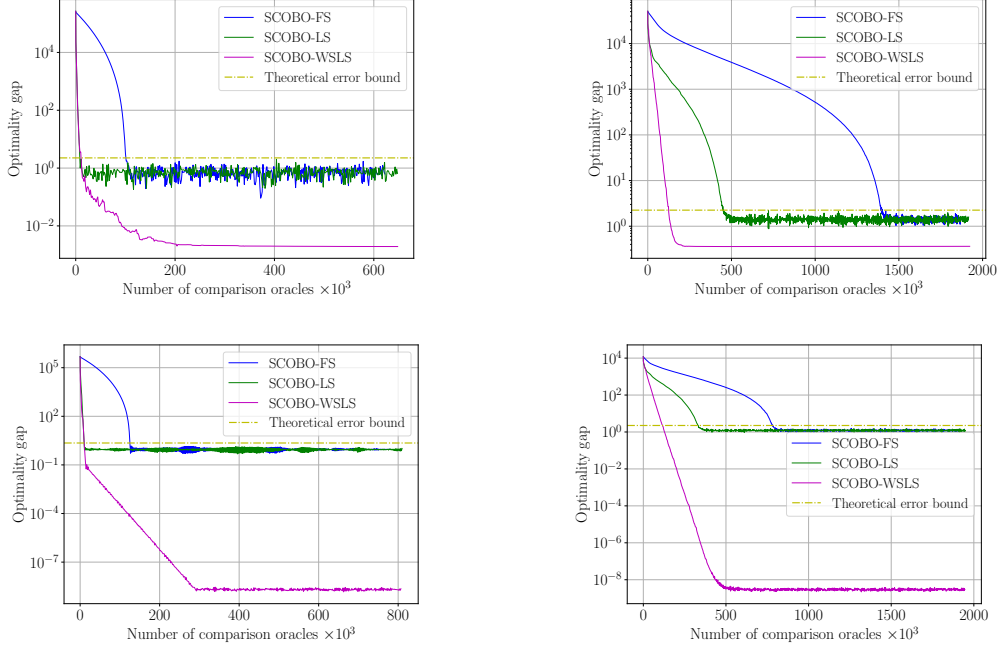 SCOBO-FS
SCOBO-LS
SCOBO-WSLS
Theoretical error bound
Optimality gap
10^4
10^2
10^0
10^{-2}
0 200 400 600
Number of comparison oracles ×10^3
SCOBO-FS
SCOBO-LS
SCOBO-WSLS
Theoretical error bound
Optimality gap
10^4
10^3
10^2
10^1
10^0
0 500 1000 1500 2000
Number of comparison oracles ×10^3
SCOBO-FS
SCOBO-LS
SCOBO-WSLS
Theoretical error bound
Optimality gap
10^5
10^2
10^{-1}
10^{-4}
10^{-7}
0 200 400 600 800
Number of comparison oracles ×10^3
SCOBO-FS
SCOBO-LS
SCOBO-WSLS
Theoretical error bound
Optimality gap
10^4
10^2
10^0
10^{-2}
10^{-4}
10^{-6}
10^{-8}
0 500 1000 1500 2000
Number of comparison oracles ×10^3